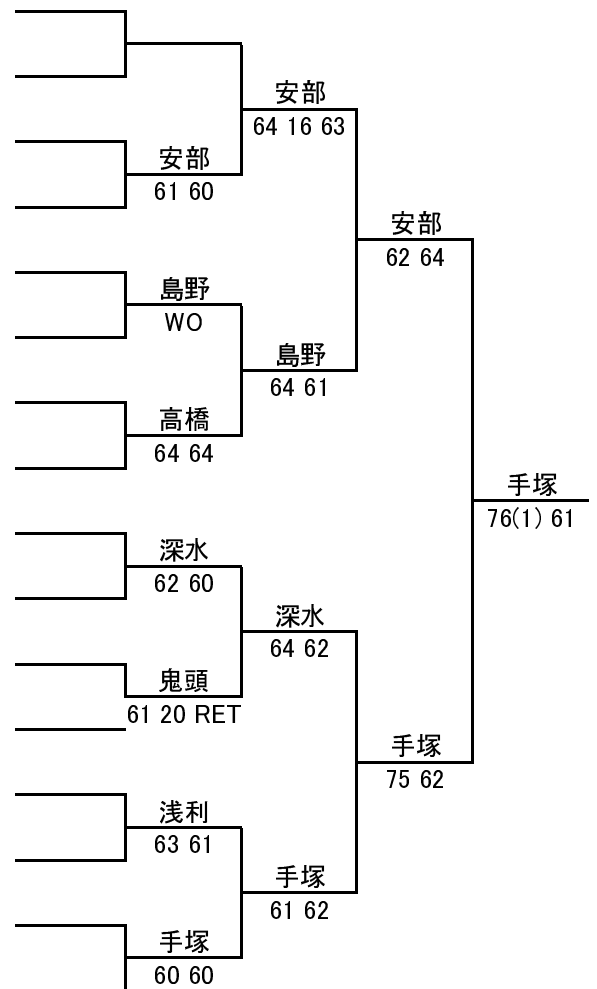 安部
64 16 63
安部
61 60
安部
62 64
島野
WO
島野
64 61
高橋
64 64
手塚
76(1) 61
深水
62 60
深水
64 62
鬼頭
61 20 RET
手塚
75 62
浅利
63 61
手塚
61 62
手塚
60 60